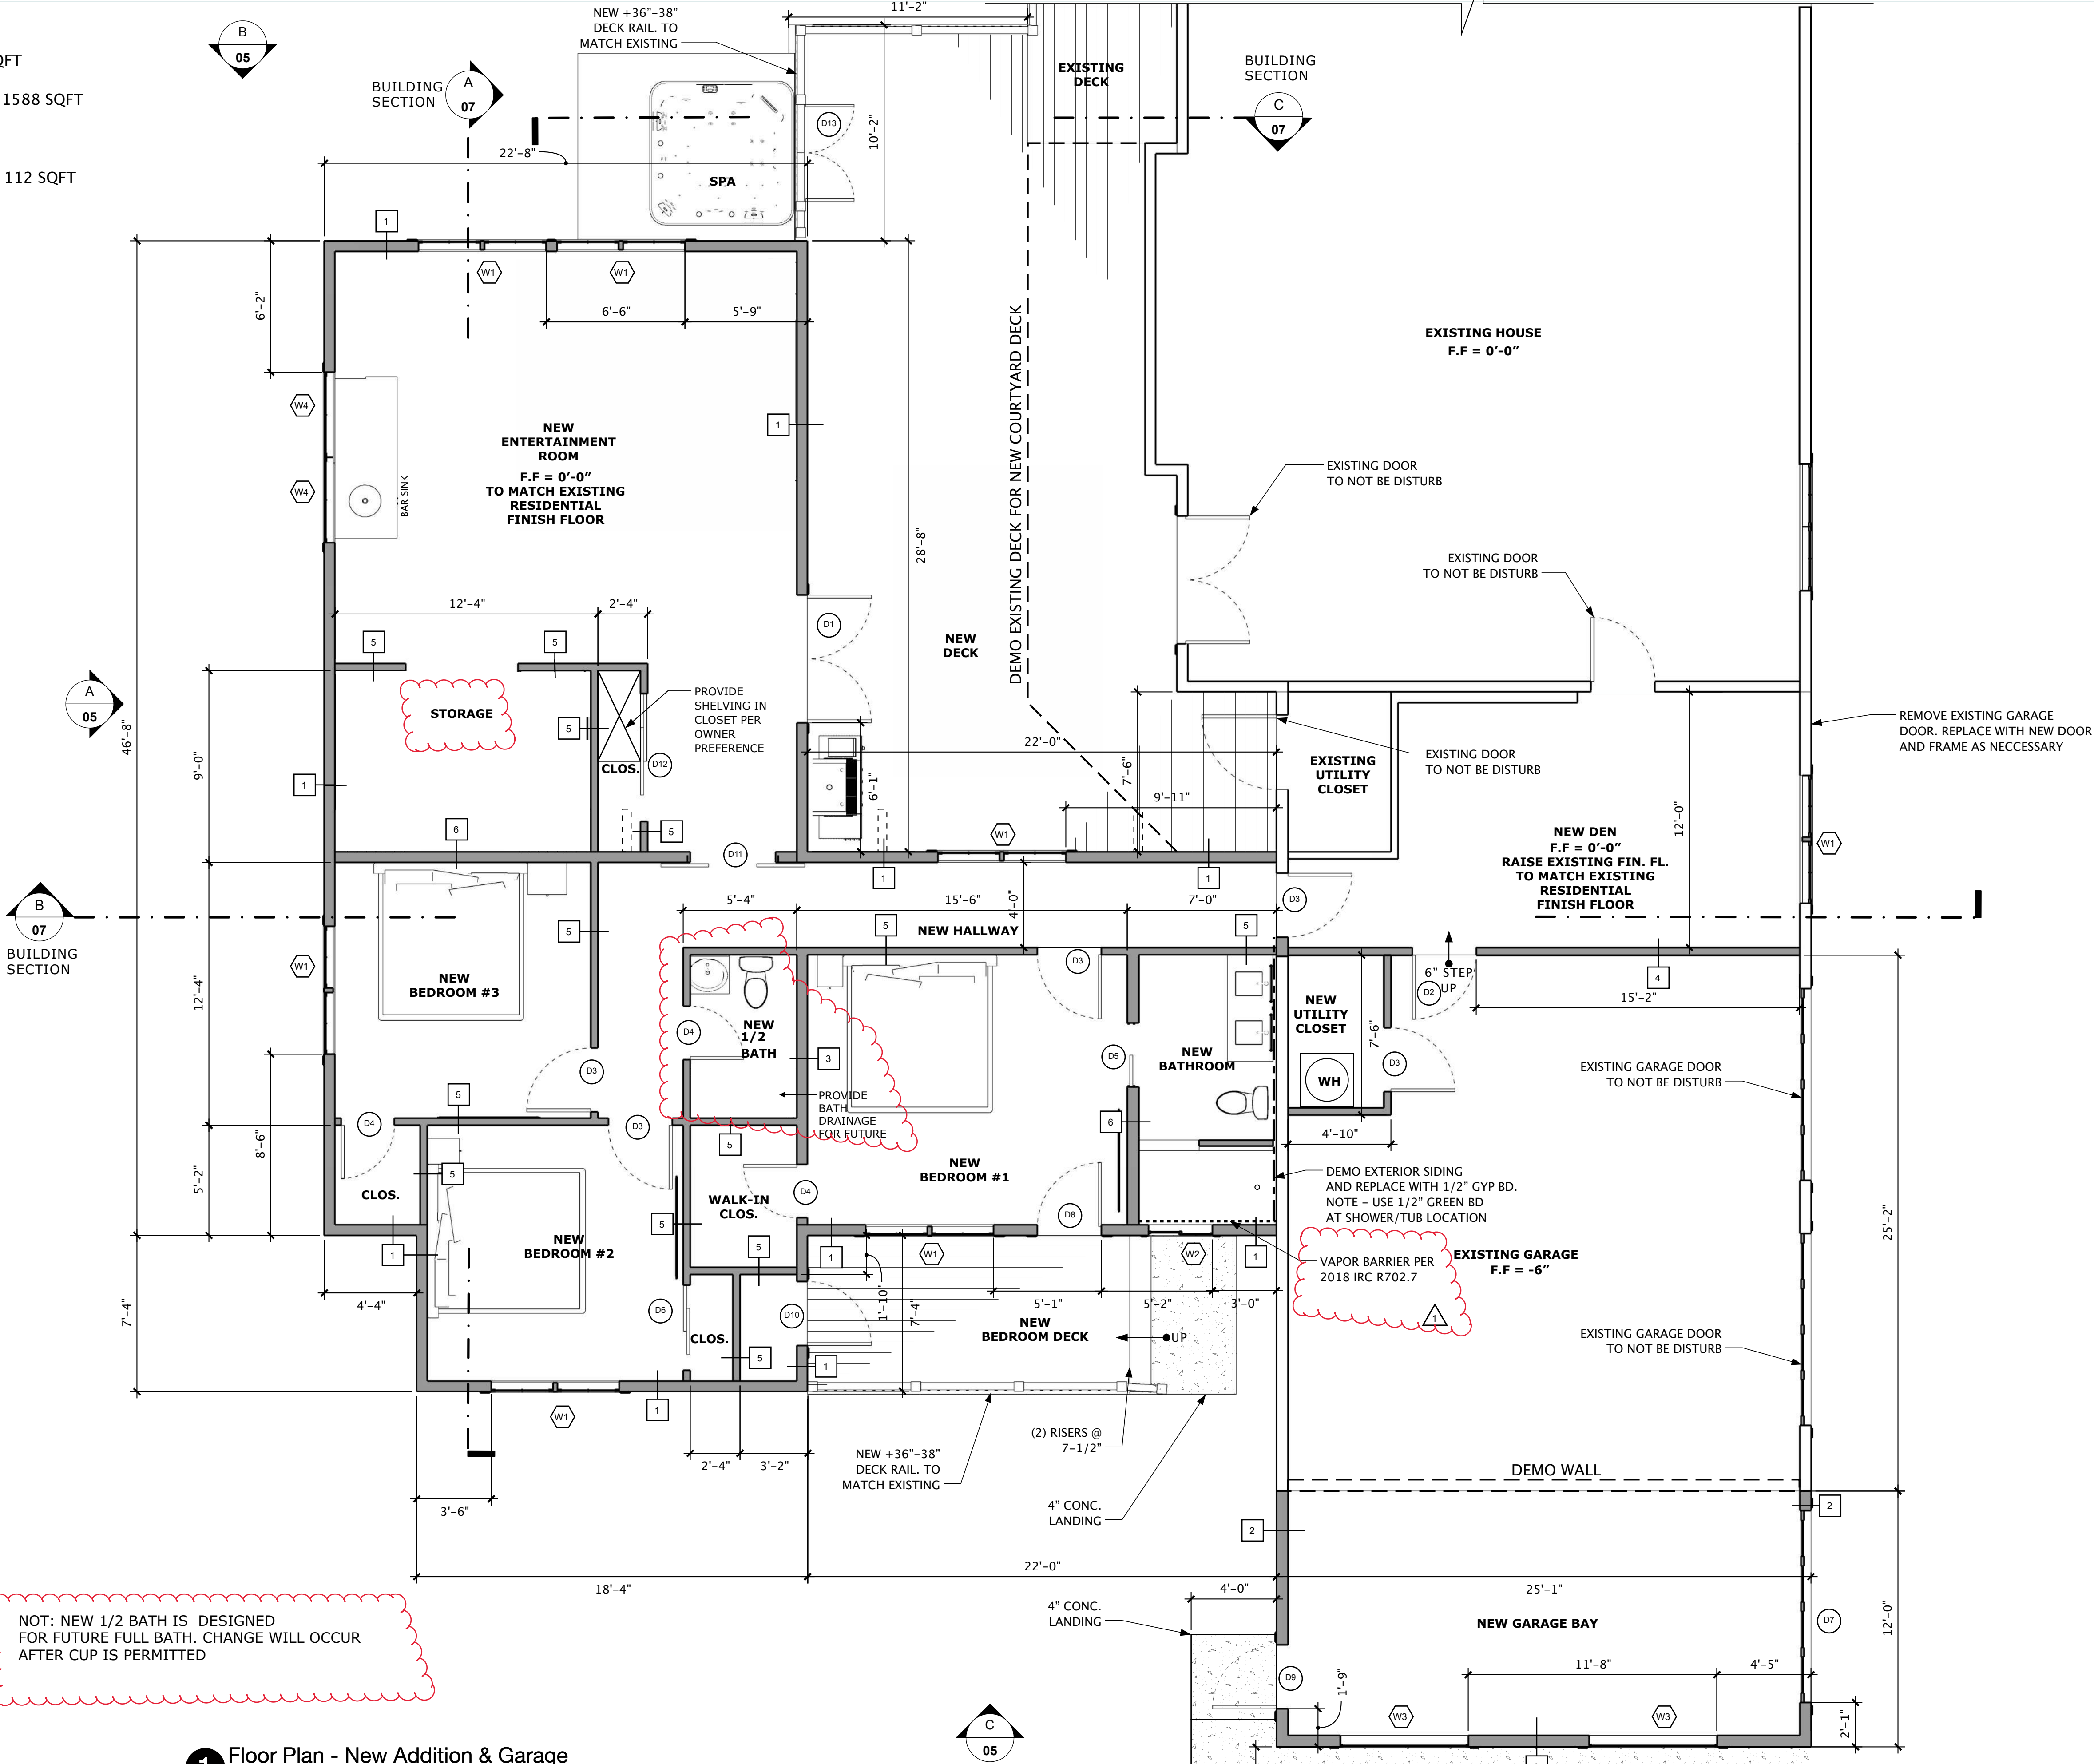 11'-2"
NEW +36"-38"
DECK RAIL. TO
MATCH EXISTING
B
05
1588 SQFT
112 SQFT
BUILDING
SECTION
A
07
EXISTING
DECK
BUILDING
SECTION
C
07
D13
10'-2"
22'-8"
SPA
1
W1
W1
6'-2"
6'-6"
5'-9"
EXISTING HOUSE
F.F = 0'-0"
W4
W4
BAR SINK
NEW
ENTERTAINMENT
ROOM
F.F = 0'-0"
TO MATCH EXISTING
RESIDENTIAL
FINISH FLOOR
1
DEMO EXISTING DECK FOR NEW COURTYARD DECK
28'-8"
EXISTING DOOR
TO NOT BE DISTURB
EXISTING DOOR
TO NOT BE DISTURB
12'-4"
2'-4"
5
5
D1
NEW
DECK
A
05
46'-8"
9'-0"
STORAGE
5
PROVIDE
SHELVING IN
CLOSET PER
OWNER
PREFERENCE
CLOS.
D12
1
6
5
6'-1"
22'-0"
7'-6"
9'-11"
W1
EXISTING
UTILITY
CLOSET
EXISTING DOOR
TO NOT BE DISTURB
REMOVE EXISTING GARAGE
DOOR. REPLACE WITH NEW DOOR
AND FRAME AS NECCESSARY
12'-0"
NEW DEN
F.F = 0'-0"
RAISE EXISTING FIN. FL.
TO MATCH EXISTING
RESIDENTIAL
FINISH FLOOR
W1
D11
1
1
B
07
BUILDING
SECTION
5'-4"
15'-6"
4'-0"
7'-0"
D3
5
5
NEW HALLWAY
5
W1
12'-4"
NEW
BEDROOM #3
D3
D4
NEW
1/2
BATH
3
PROVIDE
BATH
DRAINAGE
FOR FUTURE
D3
D5
NEW
BATHROOM
6
NEW
UTILITY
CLOSET
WH
7'-6"
D2
6" STEP
UP
4
15'-2"
D3
4'-10"
EXISTING GARAGE DOOR
TO NOT BE DISTURB
5
D4
D3
5
8'-6"
5'-2"
CLOS.
5
1
NEW
BEDROOM #2
5
WALK-IN
CLOS.
D4
5
NEW
BEDROOM #1
D8
1
W1
W2
1
DEMO EXTERIOR SIDING
AND REPLACE WITH 1/2" GYP BD.
NOTE - USE 1/2" GREEN BD
AT SHOWER/TUB LOCATION
VAPOR BARRIER PER
2018 IRC R702.7
1
EXISTING GARAGE
F.F = -6"
25'-2"
4'-4"
7'-4"
D6
CLOS.
5
D10
1
1'-10"
7'-4"
5'-1"
5'-2"
3'-0"
NEW
BEDROOM DECK
UP
EXISTING GARAGE DOOR
TO NOT BE DISTURB
W1
1
3'-6"
2'-4"
3'-2"
NEW +36"-38"
DECK RAIL. TO
MATCH EXISTING
(2) RISERS @
7-1/2"
4" CONC.
LANDING
DEMO WALL
2
2
18'-4"
22'-0"
25'-1"
4'-0"
4" CONC.
LANDING
NEW GARAGE BAY
12'-0"
D7
D9
1'-9"
11'-8"
4'-5"
W3
W3
2'-1"
NOT: NEW 1/2 BATH IS DESIGNED
FOR FUTURE FULL BATH. CHANGE WILL OCCUR
AFTER CUP IS PERMITTED
C
05
1
Floor Plan - New Addition & Garage